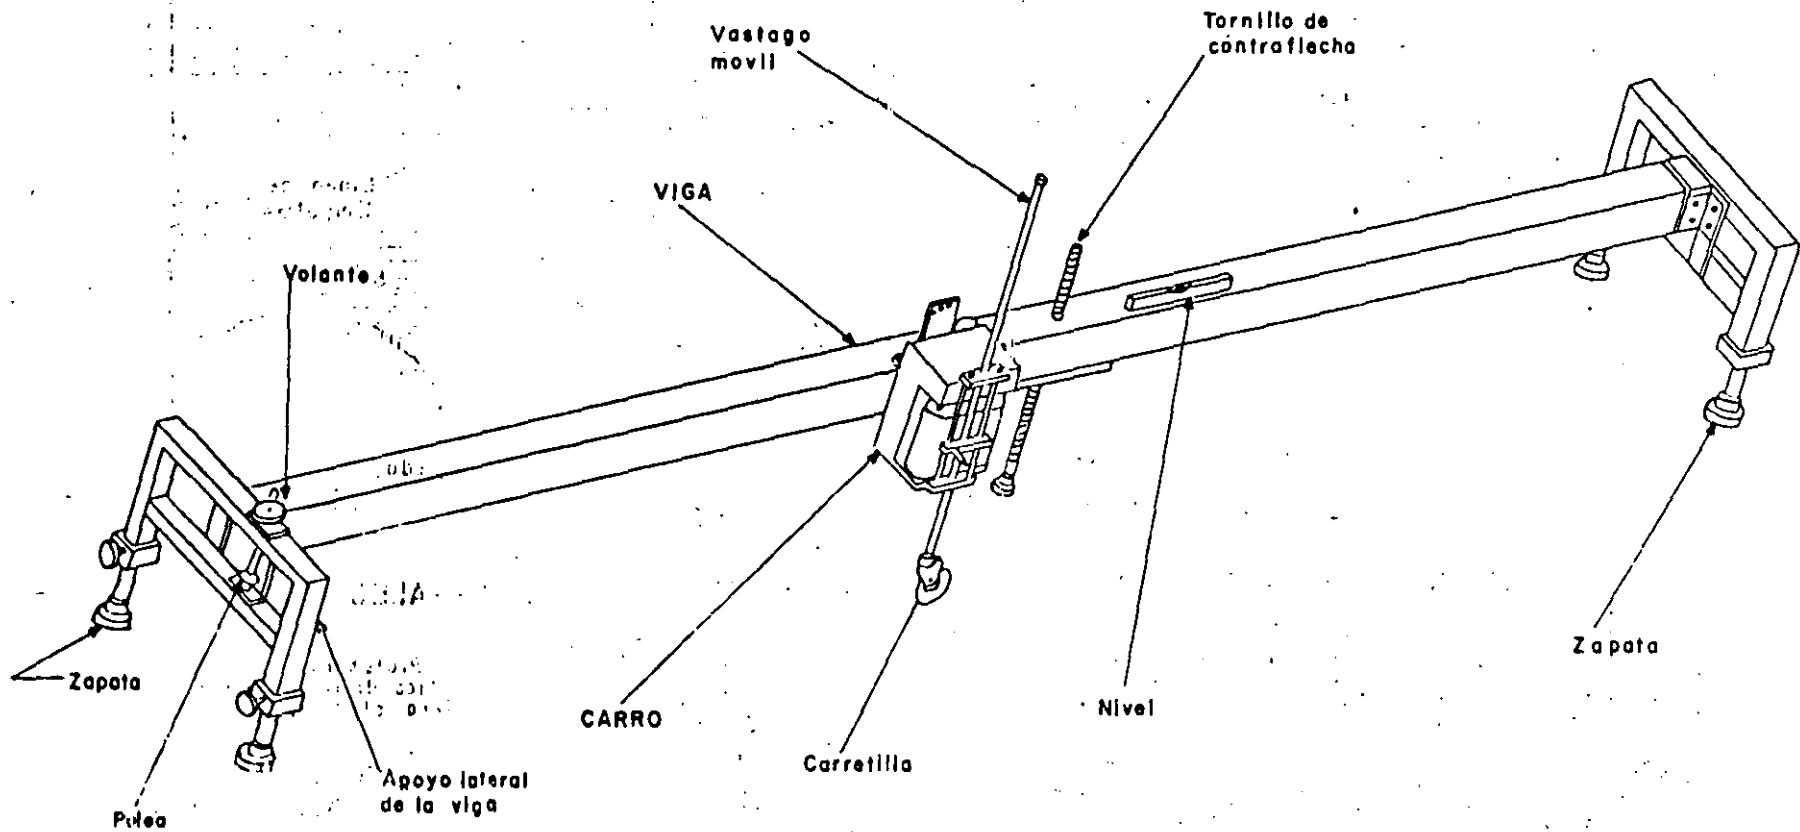 Tornillo de
contraflecha
Vastago
movil
VIGA
Volante
Zapata
Zapata
CARRO
Nivel
Carretilla
Apoyo lateral
de la viga
Polea